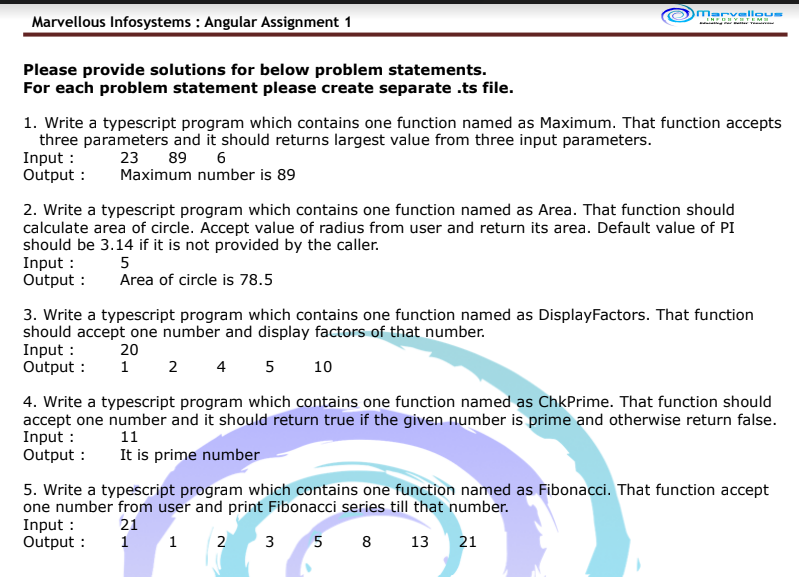 Marvellous Infosystems : Angular Assignment 1
Marvellous
INFOSYSTEMS
Educating for Better Tomorrow
Please provide solutions for below problem statements.
For each problem statement please create separate .ts file.
1. Write a typescript program which contains one function named as Maximum. That function accepts
three parameters and it should returns largest value from three input parameters.
Input : 23 89 6
Output : Maximum number is 89
2. Write a typescript program which contains one function named as Area. That function should
calculate area of circle. Accept value of radius from user and return its area. Default value of PI
should be 3.14 if it is not provided by the caller.
Input : 5
Output : Area of circle is 78.5
3. Write a typescript program which contains one function named as DisplayFactors. That function
should accept one number and display factors of that number.
Input : 20
Output : 1 2 4 5 10
4. Write a typescript program which contains one function named as ChkPrime. That function should
accept one number and it should return true if the given number is prime and otherwise return false.
Input : 11
Output : It is prime number
5. Write a typescript program which contains one function named as Fibonacci. That function accept
one number from user and print Fibonacci series till that number.
Input : 21
Output : 1 1 2 3 5 8 13 21